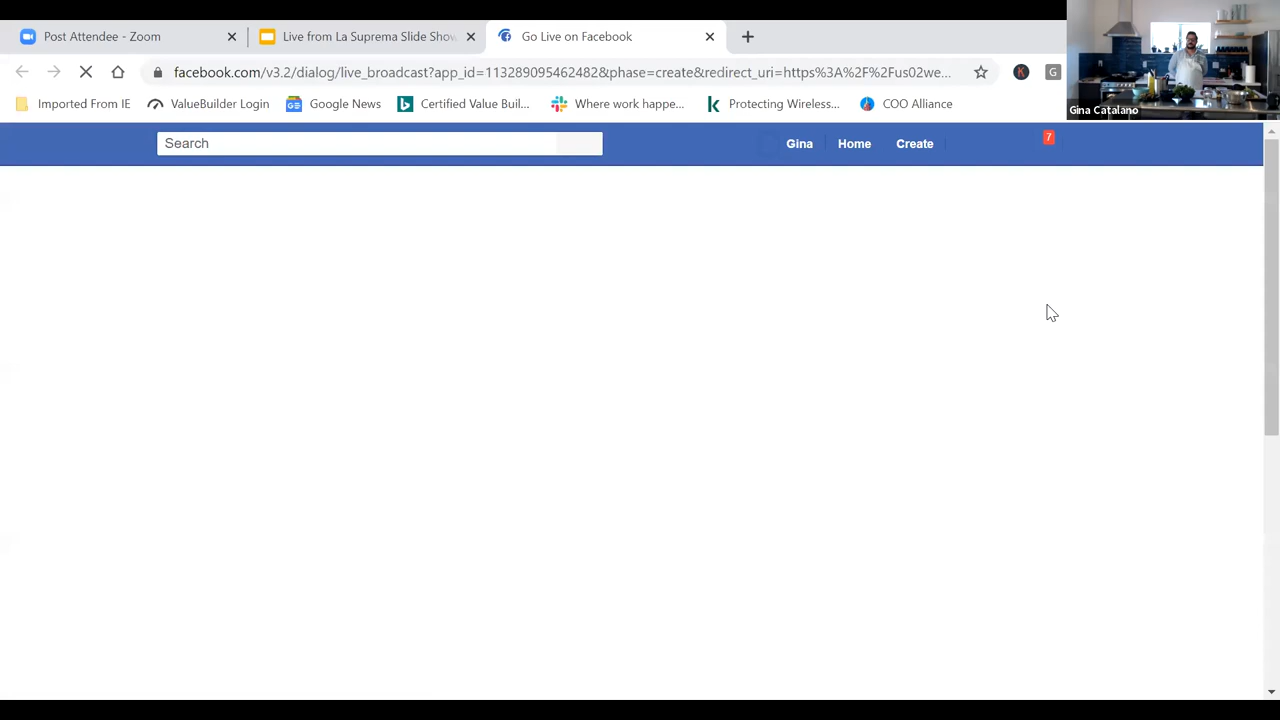 Post Attendee - Zoom
Live from La Suprema Slide Show
Go Live on Facebook
facebook.com/v3.2/dialog/live_broadcast?app_id=113289095462482&phase=create&redirect_uri=https%3A%2F%2Fus02we...
K
G
Gina Catalano
Imported From IE
ValueBuilder Login
Google News
Certified Value Buil...
Where work happe...
Protecting Wireless...
COO Alliance
Search
Gina
Home
Create
7